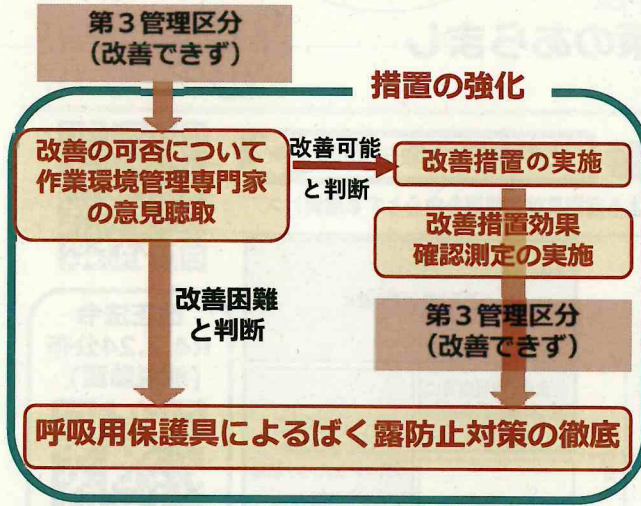 第３管理区分
(改善できず)
措置の強化
改善の可否について
作業環境管理専門家
の意見聴取
改善可能
と判断
改善措置の実施
改善措置効果
確認測定の実施
改善困難
と判断
第３管理区分
(改善できず)
呼吸用保護具によるばく露防止対策の徹底